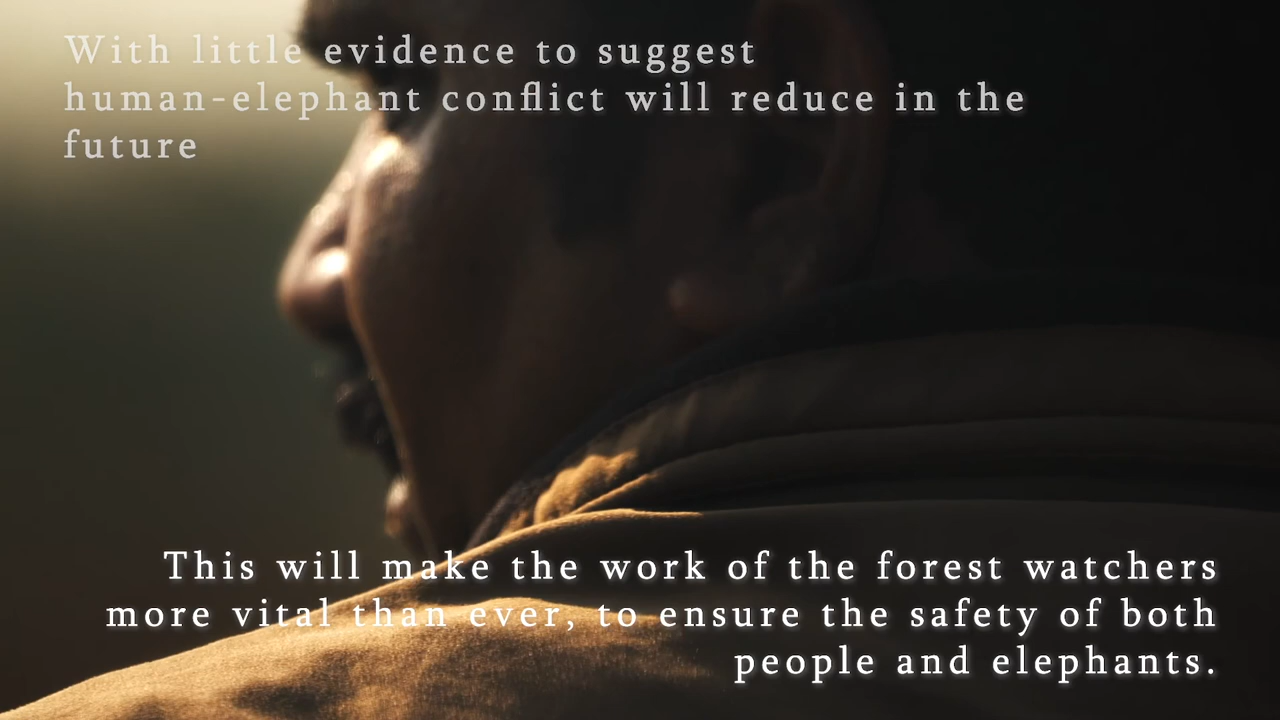 With little evidence to suggest
human-elephant conflict will reduce in the
future
This will make the work of the forest watchers
more vital than ever, to ensure the safety of both
people and elephants.